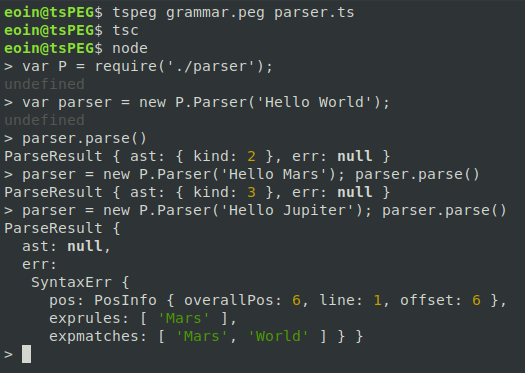 eoin@tsPEG$ tspeg grammar.peg parser.ts
eoin@tsPEG$ tsc
eoin@tsPEG$ node
> var P = require('./parser');
undefined
> var parser = new P.Parser('Hello World');
undefined
> parser.parse()
ParseResult { ast: { kind: 2 }, err: null }
> parser = new P.Parser('Hello Mars'); parser.parse()
ParseResult { ast: { kind: 3 }, err: null }
> parser = new P.Parser('Hello Jupiter'); parser.parse()
ParseResult {
  ast: null,
  err:
   SyntaxErr {
     pos: PosInfo { overallPos: 6, line: 1, offset: 6 },
     exprules: [ 'Mars' ],
     expmatches: [ 'Mars', 'World' ] } }
>